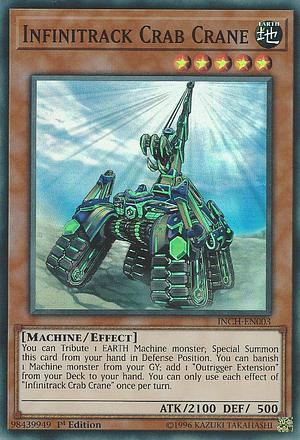 INFINITRACK CRAB CRANE
EARTH
地
INCH-EN003
[MACHINE/EFFECT]
You can Tribute 1 EARTH Machine monster; Special Summon
this card from your hand in Defense Position. You can banish
1 Machine monster from your GY; add 1 "Outrigger Extension"
from your Deck to your hand. You can only use each effect of
"Infinitrack Crab Crane" once per turn.
ATK/2100 DEF/ 500
98439949 1st Edition ©1996 KAZUKI TAKAHASHI